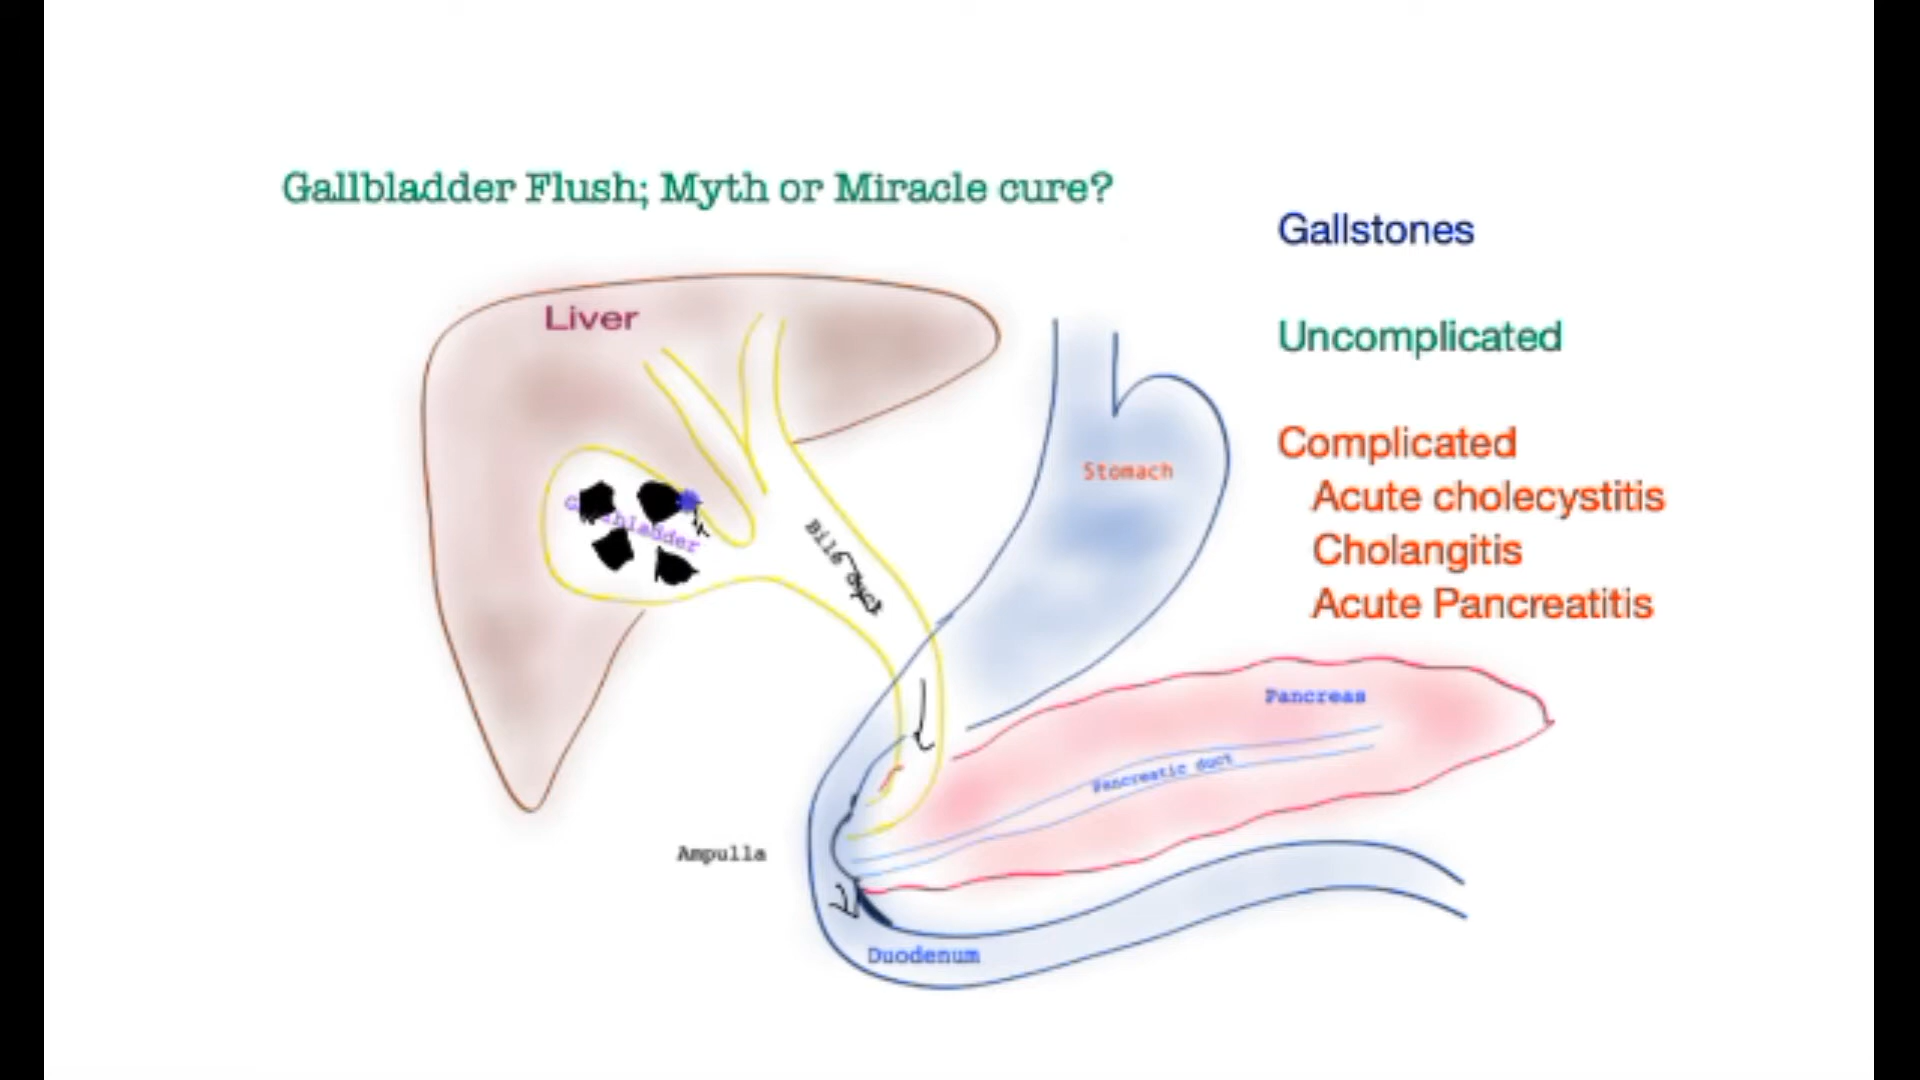 Gallbladder Flush; Myth or Miracle cure?
Gallstones
Liver
Uncomplicated
Complicated
Stomach
Acute cholecystitis
Gallbladder
Bile duct
Cholangitis
Acute Pancreatitis
Pancreas
Pancreatic duct
Ampulla
Duodenum